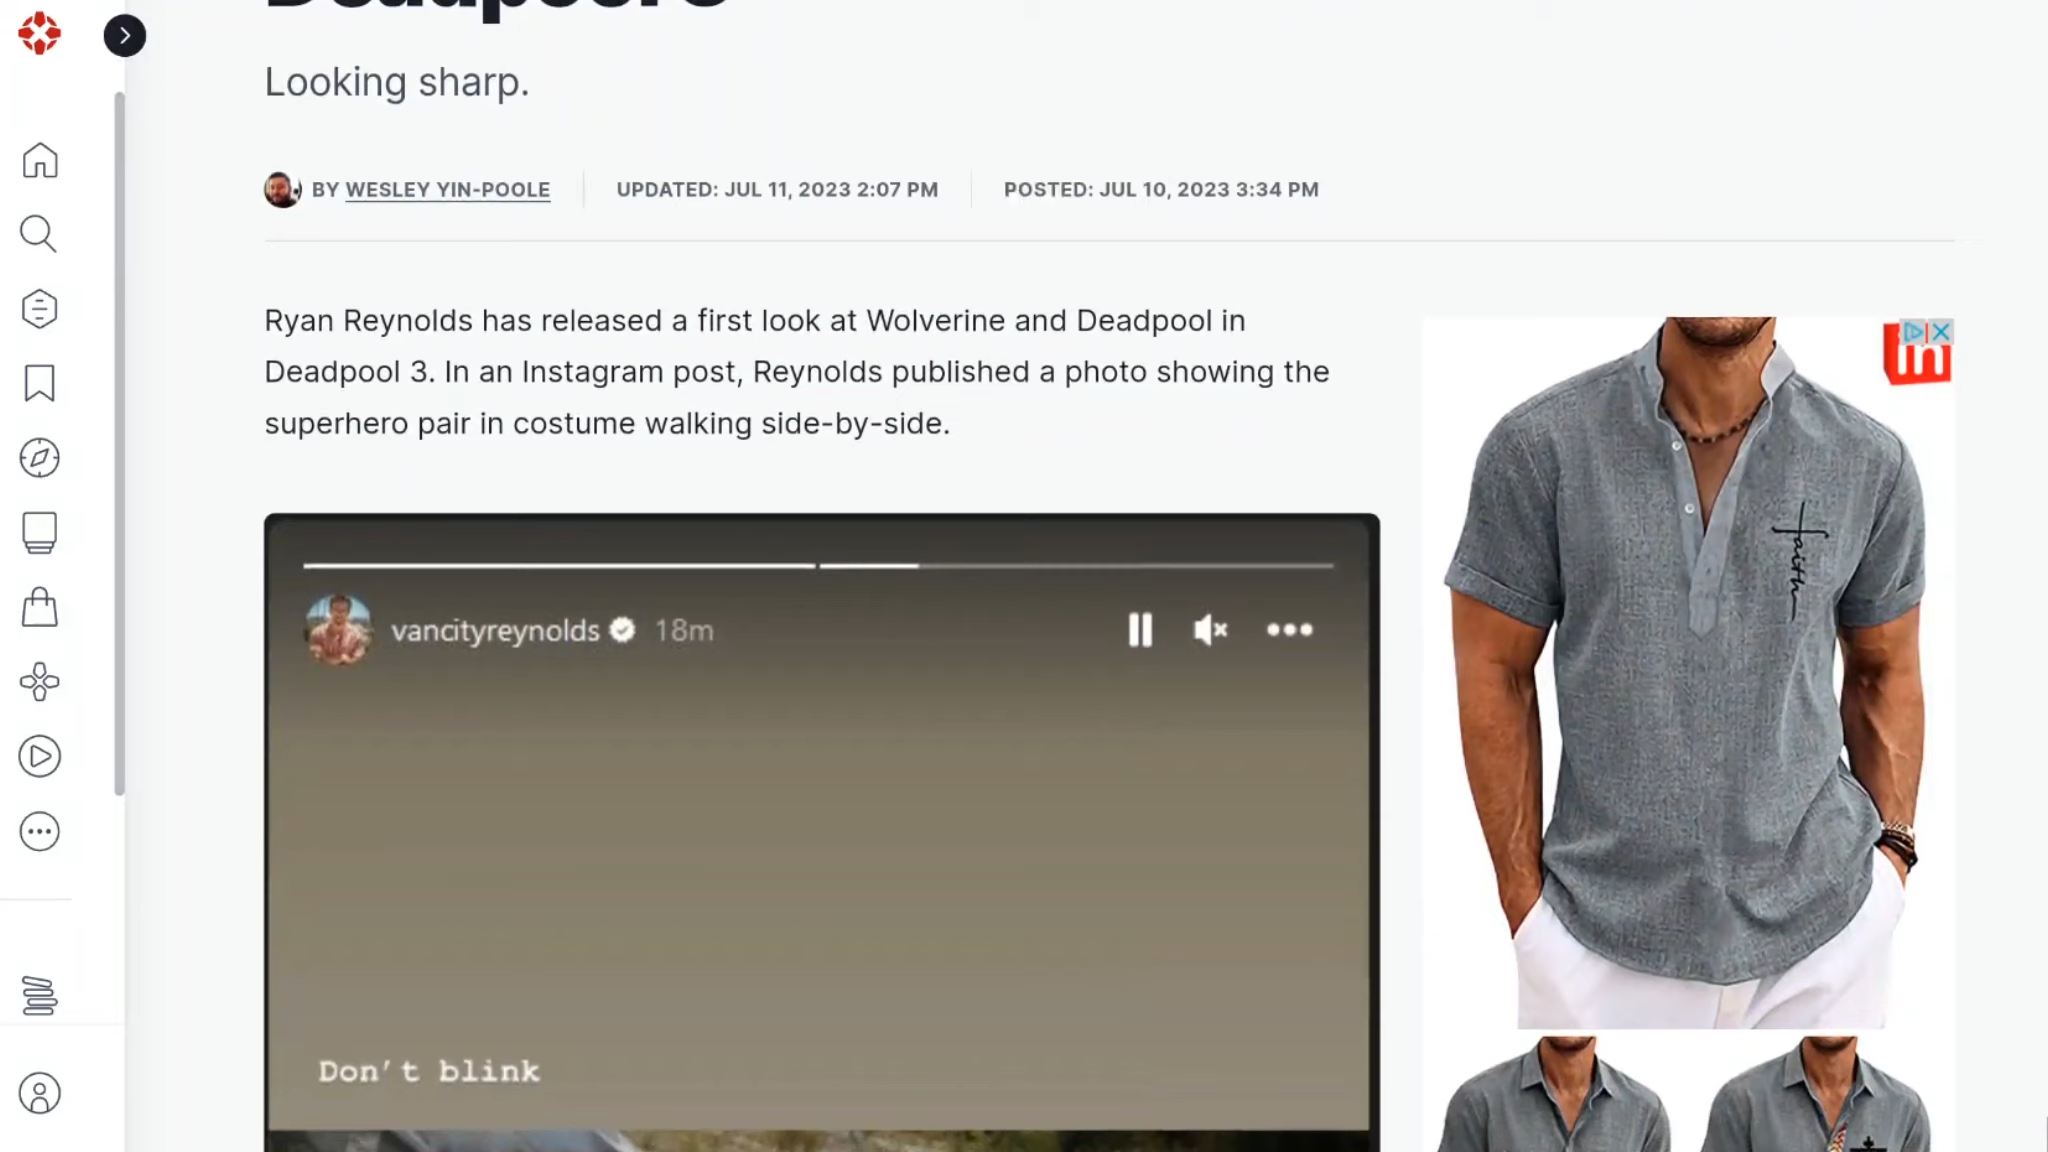 Looking sharp.
BY WESLEY YIN-POOLE
UPDATED: JUL 11, 2023 2:07 PM
POSTED: JUL 10, 2023 3:34 PM
Ryan Reynolds has released a first look at Wolverine and Deadpool in
Deadpool 3. In an Instagram post, Reynolds published a photo showing the
superhero pair in costume walking side-by-side.
vancityreynolds 18m
Don't blink
faith